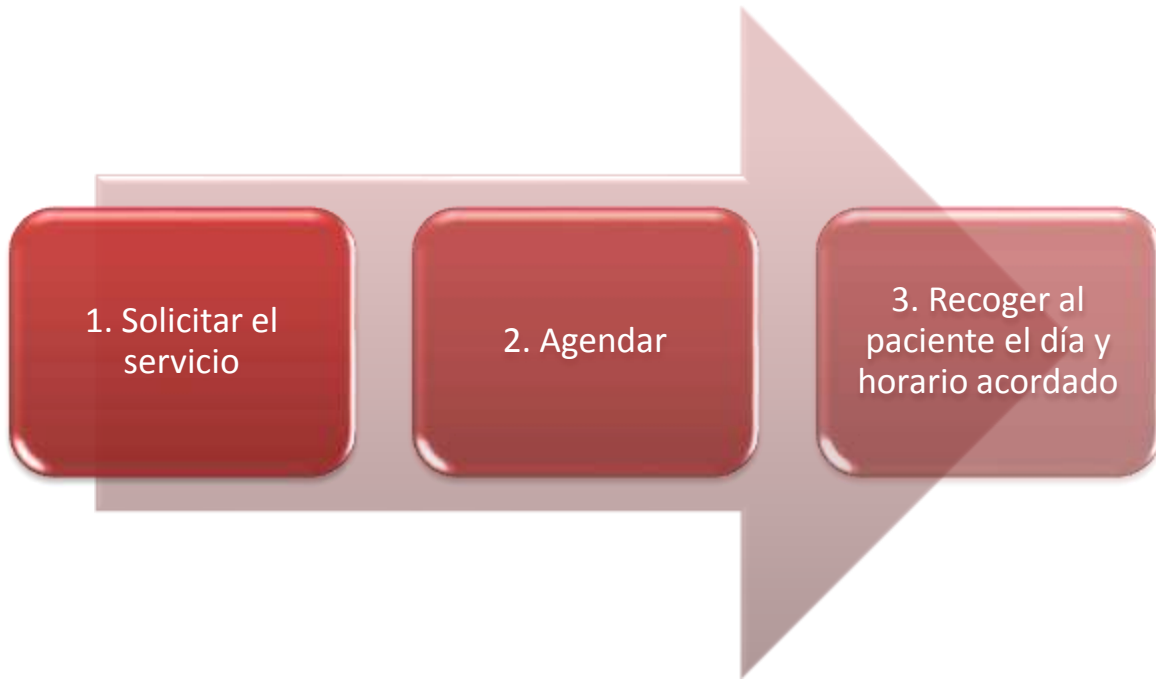 1. Solicitar el
servicio
2. Agendar
3. Recoger al
paciente el día y
horario acordado